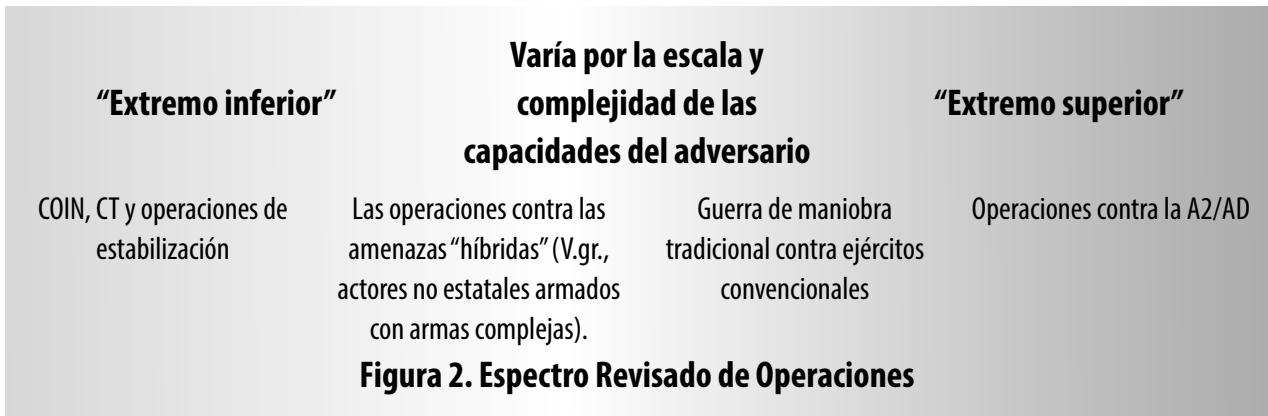 Varía por la escala y
“Extremo inferior” complejidad de las “Extremo superior”
capacidades del adversario
COIN, CT y operaciones de
estabilización
Las operaciones contra las
amenazas “híbridas” (V.gr.,
actores no estatales armados
con armas complejas).
Guerra de maniobra
tradicional contra ejércitos
convencionales
Operaciones contra la A2/AD
Figura 2. Espectro Revisado de Operaciones